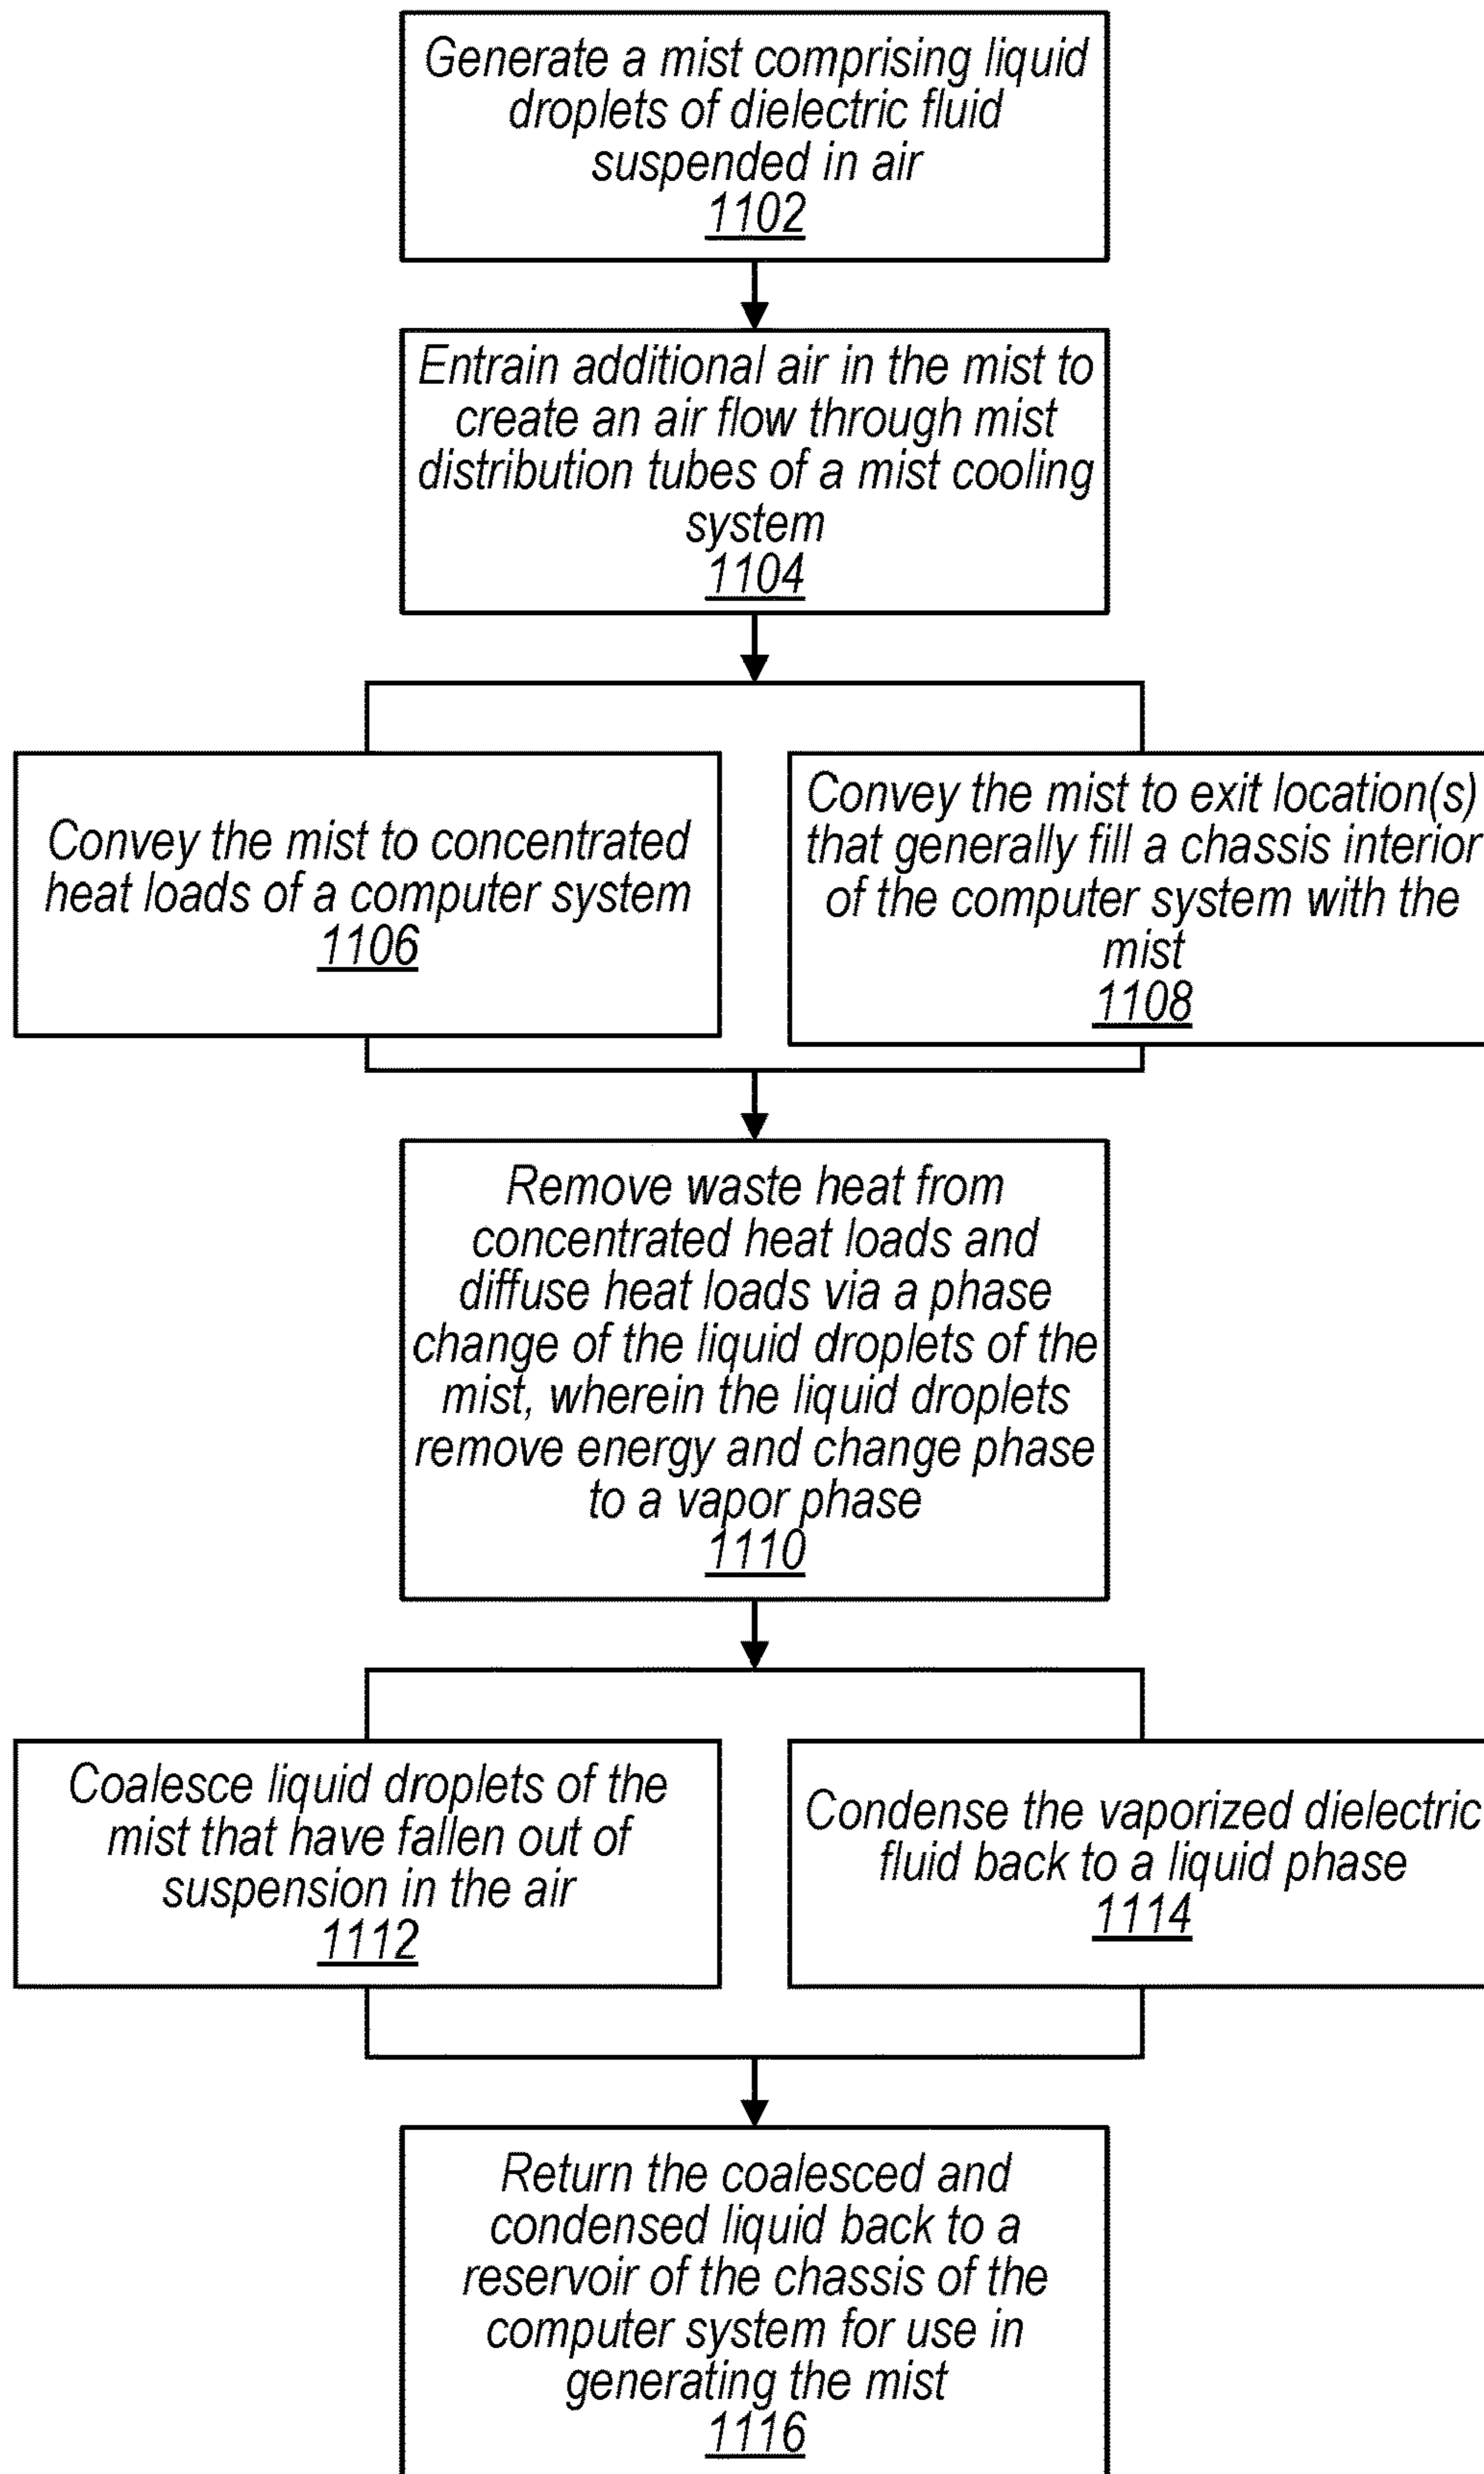 Generate a mist comprising liquid
droplets of dielectric fluid
suspended in air
1102
Entrain additional air in the mist to
create an air flow through mist
distribution tubes of a mist cooling
system
1104
Convey the mist to concentrated
heat loads of a computer system
1106
Convey the mist to exit location(s)
that generally fill a chassis interior
of the computer system with the
mist
1108
Remove waste heat from
concentrated heat loads and
diffuse heat loads via a phase
change of the liquid droplets of the
mist, wherein the liquid droplets
remove energy and change phase
to a vapor phase
1110
Coalesce liquid droplets of the
mist that have fallen out of
suspension in the air
1112
Condense the vaporized dielectric
fluid back to a liquid phase
1114
Return the coalesced and
condensed liquid back to a
reservoir of the chassis of the
computer system for use in
generating the mist
1116